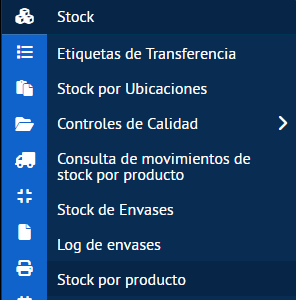 Stock
Etiquetas de Transferencia
Stock por Ubicaciones
Controles de Calidad
Consulta de movimientos de
stock por producto
Stock de Envases
Log de envases
Stock por producto